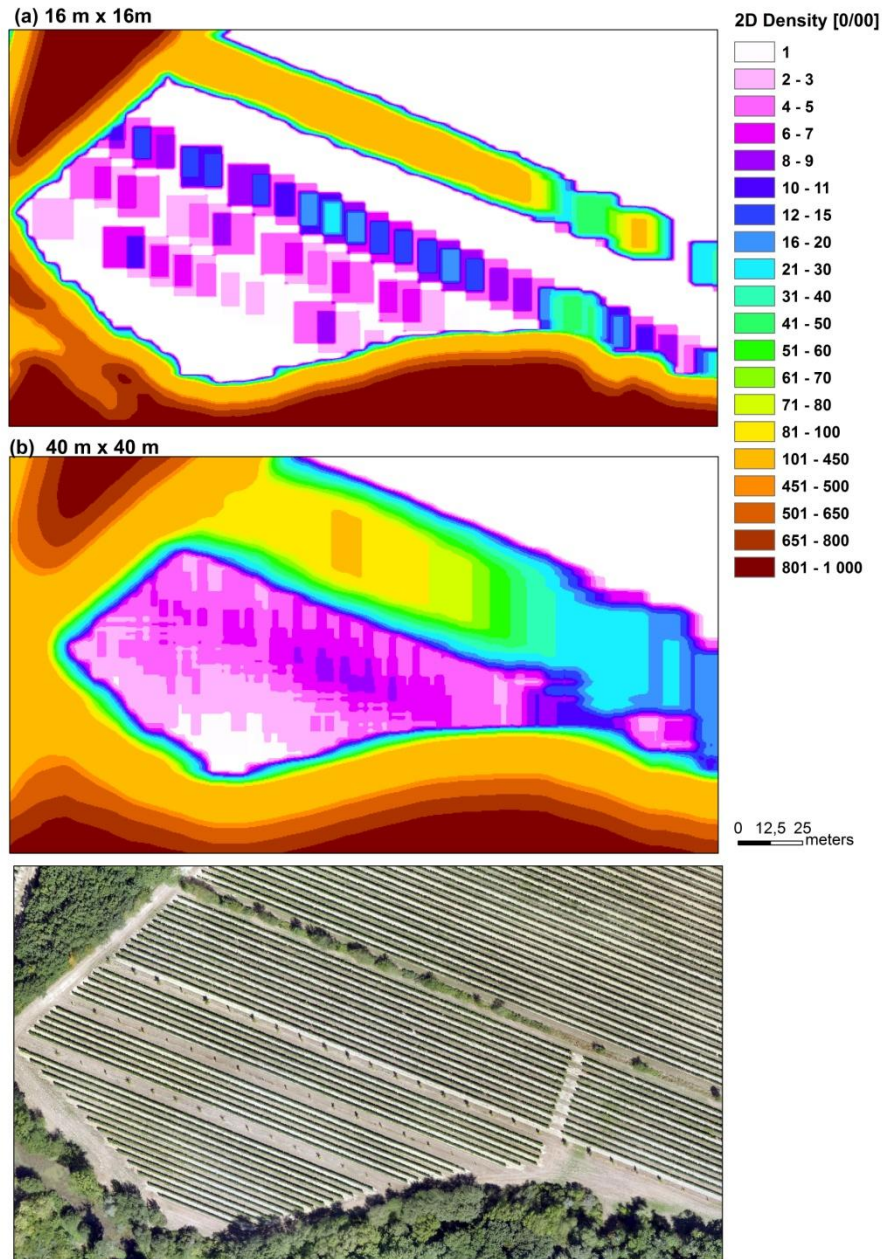 (a) 16 m x 16m
2D Density [0/00]
1
2 - 3
4 - 5
6 - 7
8 - 9
10 - 11
12 - 15
16 - 20
21 - 30
31 - 40
41 - 50
51 - 60
61 - 70
71 - 80
81 - 100
101 - 450
451 - 500
501 - 650
651 - 800
801 - 1 000
(b) 40 m x 40 m
0 12,5 25
meters